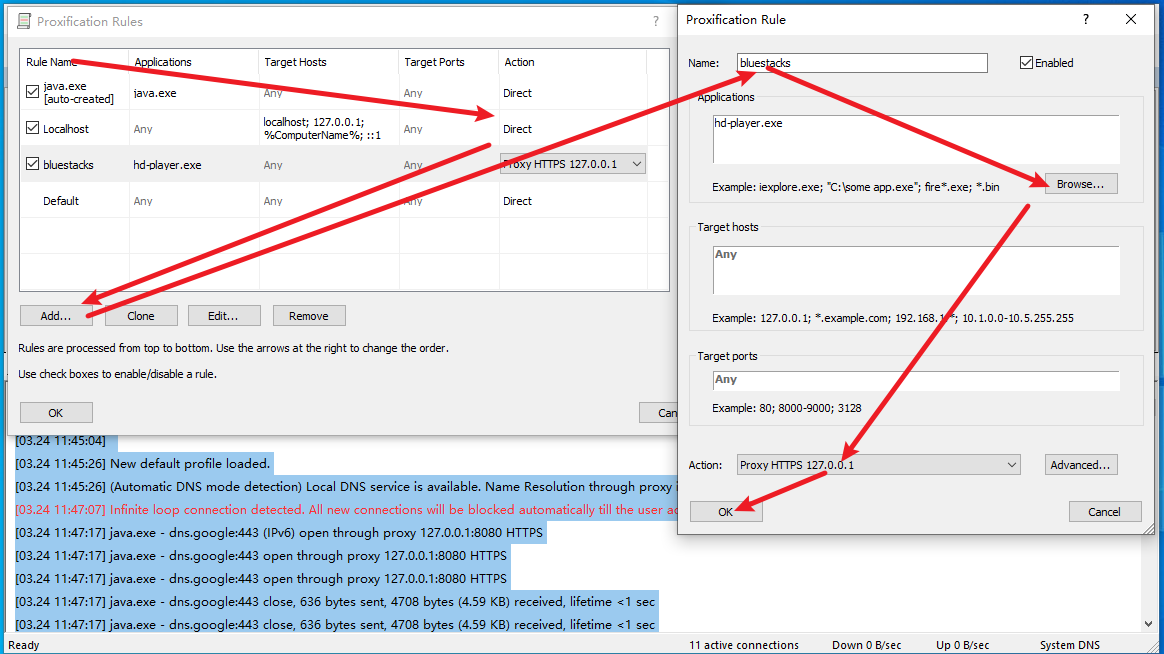 Proxification Rules
?
Rule Name
Applications
Target Hosts
Target Ports
Action
java.exe
[auto-created]
java.exe
Any
Any
Direct
Localhost
Any
localhost; 127.0.0.1;
%ComputerName%; ::1
Any
Direct
bluestacks
hd-player.exe
Any
Any
Proxy HTTPS 127.0.0.1
Default
Any
Any
Any
Direct
Add...
Clone
Edit...
Remove
Rules are processed from top to bottom. Use the arrows at the right to change the order.
Use check boxes to enable/disable a rule.
OK
Can
[03.24 11:45:04]
[03.24 11:45:26] New default profile loaded.
[03.24 11:45:26] (Automatic DNS mode detection) Local DNS service is available. Name Resolution through proxy i
[03.24 11:47:07] Infinite loop connection detected. All new connections will be blocked automatically till the user ac
[03.24 11:47:17] java.exe - dns.google:443 (IPv6) open through proxy 127.0.0.1:8080 HTTPS
[03.24 11:47:17] java.exe - dns.google:443 open through proxy 127.0.0.1:8080 HTTPS
[03.24 11:47:17] java.exe - dns.google:443 open through proxy 127.0.0.1:8080 HTTPS
[03.24 11:47:17] java.exe - dns.google:443 close, 636 bytes sent, 4708 bytes (4.59 KB) received, lifetime <1 sec
[03.24 11:47:17] java.exe - dns.google:443 close, 636 bytes sent, 4708 bytes (4.59 KB) received, lifetime <1 sec
Ready
11 active connections
Down 0 B/sec
Up 0 B/sec
System DNS
Proxification Rule
?
Name:
bluestacks
Enabled
Applications
hd-player.exe
Example: iexplore.exe; "C:\some app.exe"; fire*.exe; *.bin
Browse...
Target hosts
Any
Example: 127.0.0.1; *.example.com; 192.168.1.*; 10.1.0.0-10.5.255.255
Target ports
Any
Example: 80; 8000-9000; 3128
Action:
Proxy HTTPS 127.0.0.1
Advanced...
OK
Cancel